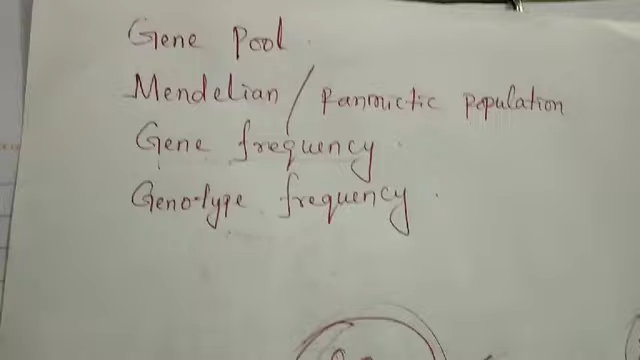 Gene Pool.
Mendelian / Panmictic population
Gene frequency.
Genotype frequency.